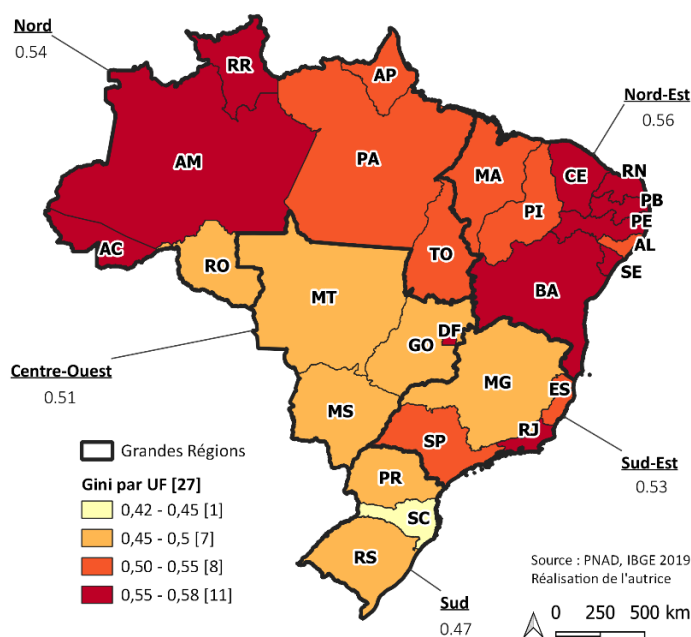 Nord
0.54
RR
AP
Nord-Est
0.56
AM
PA
MA
CE
RN
PB
PI
PE
AL
AC
TO
SE
RO
BA
MT
DF
GO
Centre-Ouest
0.51
MG
ES
MS
SP
RJ
Grandes Régions
Sud-Est
0.53
PR
Gini par UF [27]
0,42 - 0,45 [1]
SC
0,45 - 0,5 [7]
RS
0,50 - 0,55 [8]
0,55 - 0,58 [11]
Source : PNAD, IBGE 2019
Réalisation de l'autrice
Sud
0.47
0 250 500 km